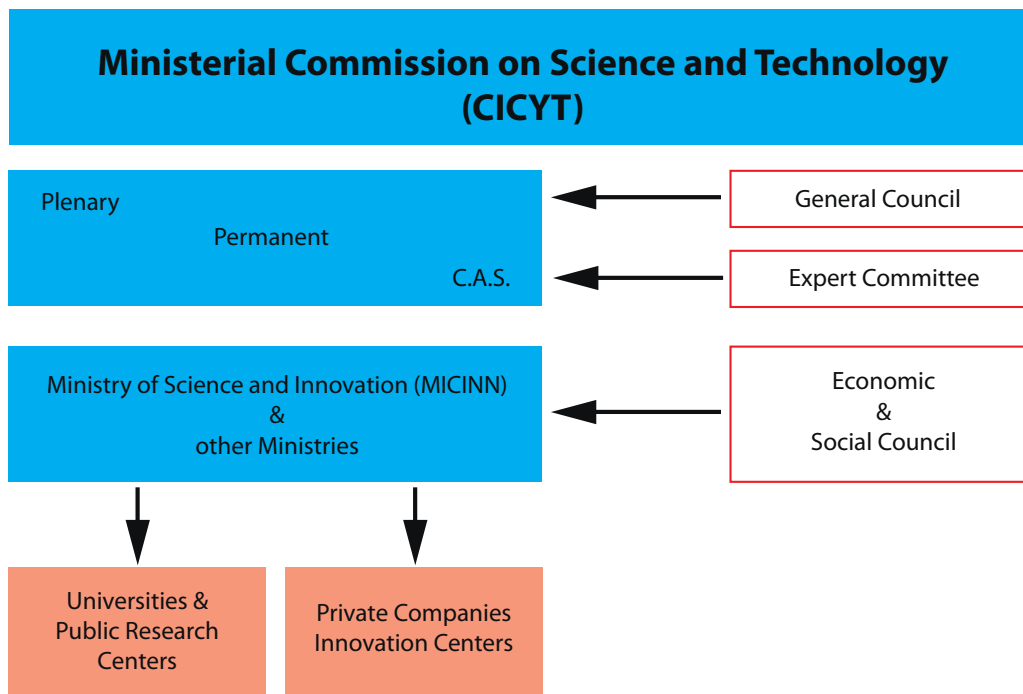 Ministerial Commission on Science and Technology
(CICYT)
Plenary
Permanent
C.A.S.
General Council
Expert Committee
Ministry of Science and Innovation (MICINN)
&
other Ministries
Economic
&
Social Council
Universities &
Public Research
Centers
Private Companies
Innovation Centers